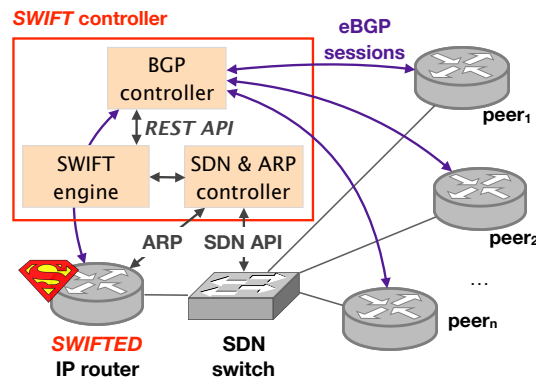 SWIFT controller
eBGP
sessions
BGP
controller
peer1
REST API
SWIFT
engine
SDN & ARP
controller
ARP
SDN API
peer2
S
...
peern
SWIFTED
IP router
SDN
switch